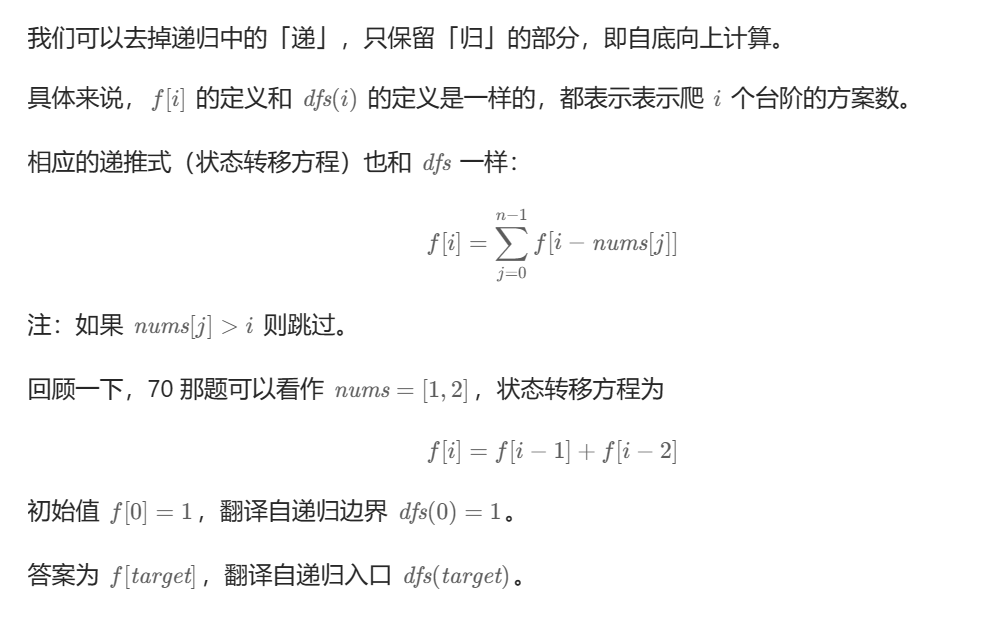 我们可以去掉递归中的「递」，只保留「归」的部分，即自底向上计算。
具体来说，f[i] 的定义和 dfs(i) 的定义是一样的，都表示表示爬 i 个台阶的方案数。
相应的递推式（状态转移方程）也和 dfs 一样：
f[i] = \sum_{j=0}^{n-1} f[i − nums[j]]
注：如果 nums[j] > i 则跳过。
回顾一下，70 那题可以看作 nums = [1, 2]，状态转移方程为
f[i] = f[i − 1] + f[i − 2]
初始值 f[0] = 1，翻译自递归边界 dfs(0) = 1。
答案为 f[target]，翻译自递归入口 dfs(target)。